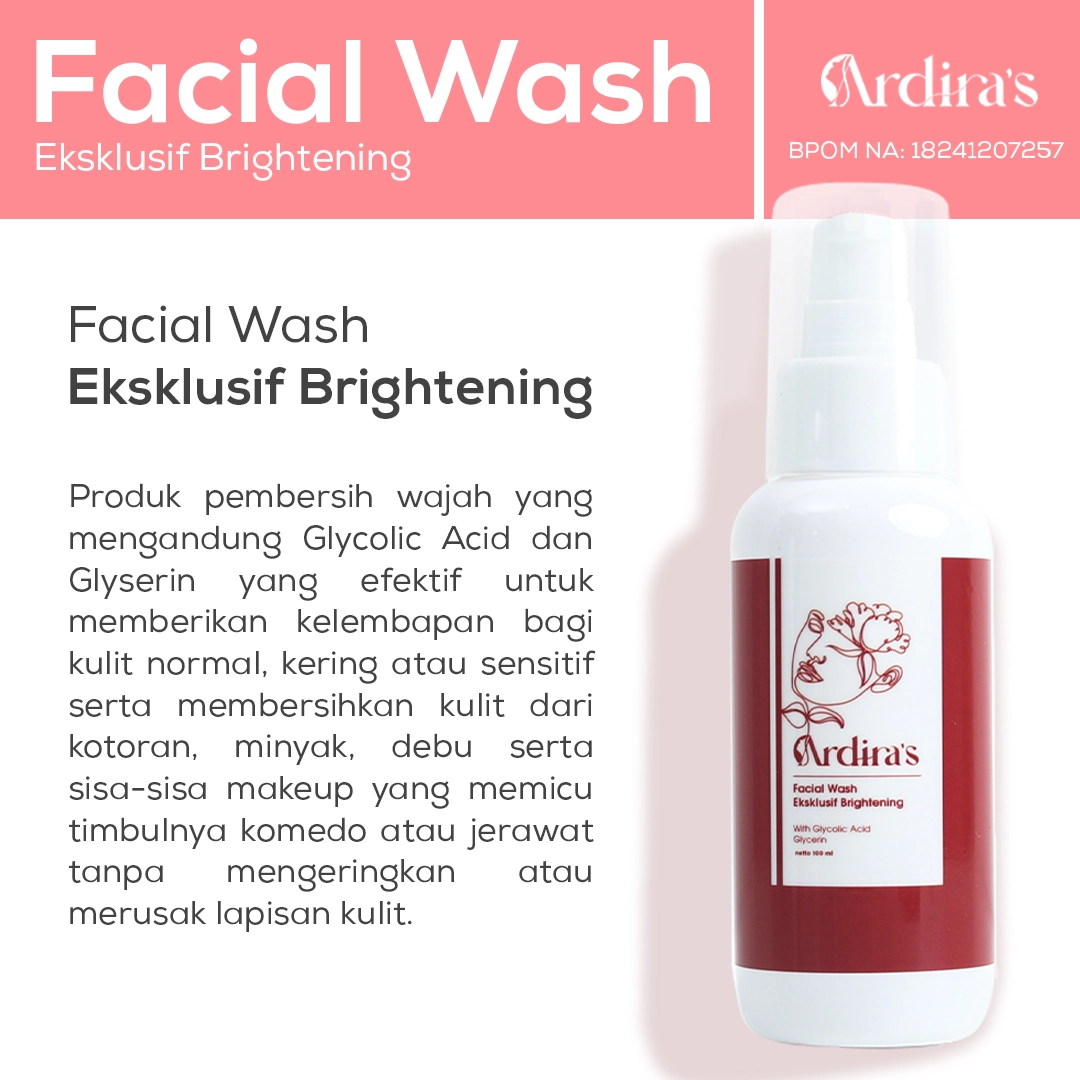 Facial Wash
Eksklusif Brightening
Ardira's
BPOM NA: 18241207257
Facial Wash
Eksklusif Brightening
Produk pembersih wajah yang
mengandung Glycolic Acid dan
Glyserin yang efektif untuk
memberikan kelembapan bagi
kulit normal, kering atau sensitif
serta membersihkan kulit dari
kotoran, minyak, debu serta
sisa-sisa makeup yang memicu
timbulnya komedo atau jerawat
tanpa mengeringkan atau
merusak lapisan kulit.
Ardira's
Facial Wash
Eksklusif Brightening
With Glycolic Acid
Glycerin
netto 100 ml